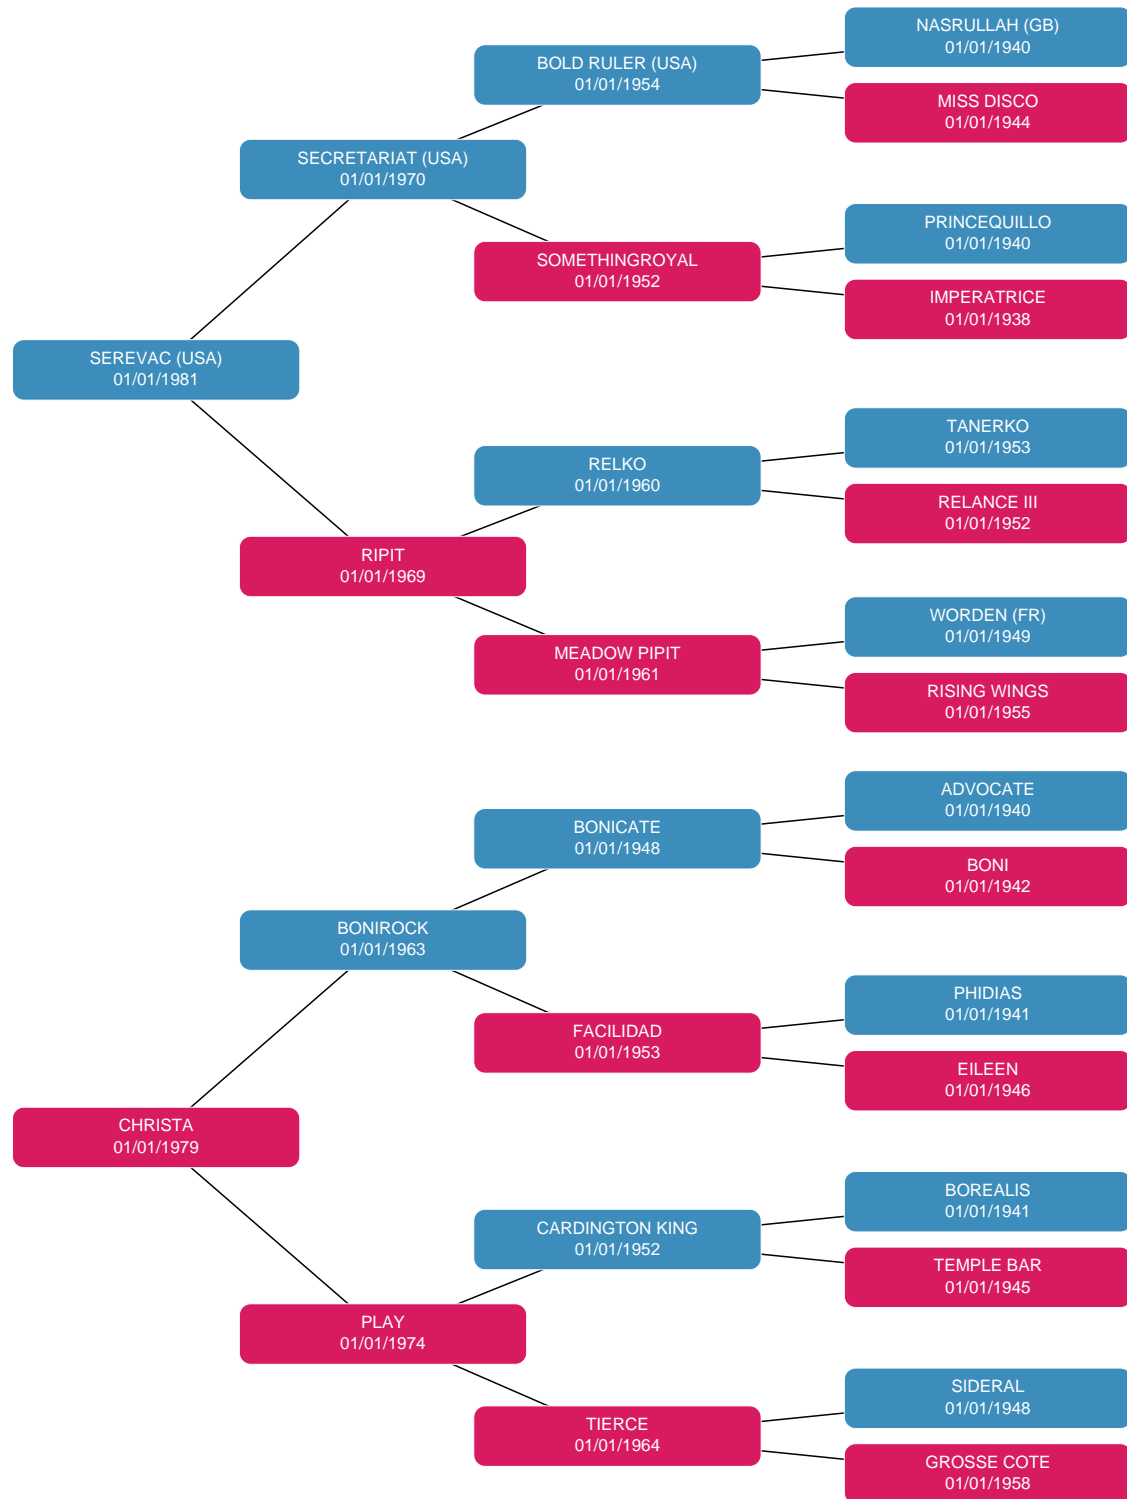 NASRULLAH (GB)
01/01/1940
BOLD RULER (USA)
01/01/1954
MISS DISCO
01/01/1944
SECRETARIAT (USA)
01/01/1970
PRINCEQUILLO
01/01/1940
SOMETHINGROYAL
01/01/1952
IMPERATRICE
01/01/1938
SEREVAC (USA)
01/01/1981
TANERKO
01/01/1953
RELKO
01/01/1960
RELANCE III
01/01/1952
RIPIT
01/01/1969
WORDEN (FR)
01/01/1949
MEADOW PIPIT
01/01/1961
RISING WINGS
01/01/1955
ADVOCATE
01/01/1940
BONICATE
01/01/1948
BONI
01/01/1942
BONIROCK
01/01/1963
PHIDIAS
01/01/1941
FACILIDAD
01/01/1953
EILEEN
01/01/1946
CHRISTA
01/01/1979
BOREALIS
01/01/1941
CARDINGTON KING
01/01/1952
TEMPLE BAR
01/01/1945
PLAY
01/01/1974
SIDERAL
01/01/1948
TIERCE
01/01/1964
GROSSE COTE
01/01/1958